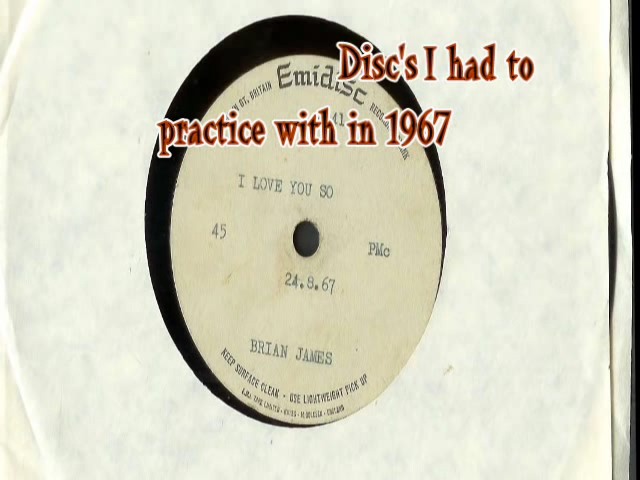 Disc's I had to
practice with in 1967
Emidisc
I LOVE YOU SO
45
PMc
24.8.67
BRIAN JAMES
KEEP SURFACE CLEAN - USE LIGHTWEIGHT PICK UP